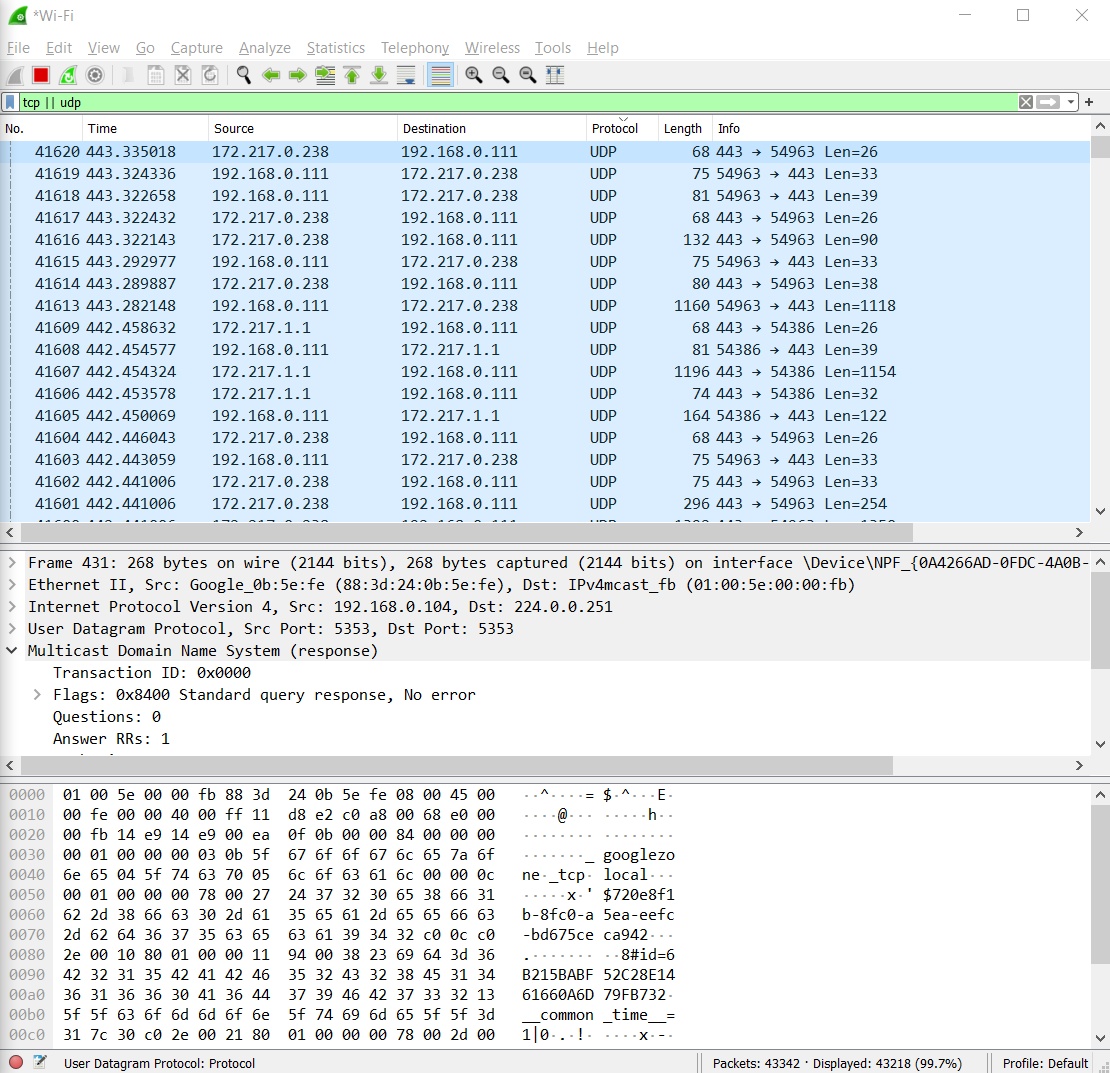 *Wi-Fi
File Edit View Go Capture Analyze Statistics Telephony Wireless Tools Help
tcp || udp
No. Time Source Destination Protocol Length Info
41620 443.335018 172.217.0.238 192.168.0.111 UDP 68 443 → 54963 Len=26
41619 443.324336 192.168.0.111 172.217.0.238 UDP 75 54963 → 443 Len=33
41618 443.322658 192.168.0.111 172.217.0.238 UDP 81 54963 → 443 Len=39
41617 443.322432 172.217.0.238 192.168.0.111 UDP 68 443 → 54963 Len=26
41616 443.322143 172.217.0.238 192.168.0.111 UDP 132 443 → 54963 Len=90
41615 443.292977 192.168.0.111 172.217.0.238 UDP 75 54963 → 443 Len=33
41614 443.289887 172.217.0.238 192.168.0.111 UDP 80 443 → 54963 Len=38
41613 443.282148 192.168.0.111 172.217.0.238 UDP 1160 54963 → 443 Len=1118
41609 442.458632 172.217.1.1 192.168.0.111 UDP 68 443 → 54386 Len=26
41608 442.454577 192.168.0.111 172.217.1.1 UDP 81 54386 → 443 Len=39
41607 442.454324 172.217.1.1 192.168.0.111 UDP 1196 443 → 54386 Len=1154
41606 442.453578 172.217.1.1 192.168.0.111 UDP 74 443 → 54386 Len=32
41605 442.450069 192.168.0.111 172.217.1.1 UDP 164 54386 → 443 Len=122
41604 442.446043 172.217.0.238 192.168.0.111 UDP 68 443 → 54963 Len=26
41603 442.443059 192.168.0.111 172.217.0.238 UDP 75 54963 → 443 Len=33
41602 442.441006 172.217.0.238 192.168.0.111 UDP 75 443 → 54963 Len=33
41601 442.441006 172.217.0.238 192.168.0.111 UDP 296 443 → 54963 Len=254
Frame 431: 268 bytes on wire (2144 bits), 268 bytes captured (2144 bits) on interface \Device\NPF_{0A4266AD-0FDC-4A0B-
Ethernet II, Src: Google_0b:5e:fe (88:3d:24:0b:5e:fe), Dst: IPv4mcast_fb (01:00:5e:00:00:fb)
Internet Protocol Version 4, Src: 192.168.0.104, Dst: 224.0.0.251
User Datagram Protocol, Src Port: 5353, Dst Port: 5353
Multicast Domain Name System (response)
Transaction ID: 0x0000
Flags: 0x8400 Standard query response, No error
Questions: 0
Answer RRs: 1
0000 01 00 5e 00 00 fb 88 3d 24 0b 5e fe 08 00 45 00 ··^····= $·^···E·
0010 00 fe 00 00 40 00 ff 11 d8 e2 c0 a8 00 68 e0 00 ····@··· ·····h··
0020 00 fb 14 e9 14 e9 00 ea 0f 0b 00 00 84 00 00 00 ········ ········
0030 00 01 00 00 00 03 0b 5f 67 6f 6f 67 6c 65 7a 6f ·······_ googlezo
0040 6e 65 04 5f 74 63 70 05 6c 6f 63 61 6c 00 00 0c ne·_tcp· local···
0050 00 01 00 00 00 78 00 27 24 37 32 30 65 38 66 31 ·····x·' $720e8f1
0060 62 2d 38 66 63 30 2d 61 35 65 61 2d 65 65 66 63 b-8fc0-a 5ea-eefc
0070 2d 62 64 36 37 35 63 65 63 61 39 34 32 c0 0c c0 -bd675ce ca942···
0080 2e 00 10 80 01 00 00 11 94 00 38 23 69 64 3d 36 .······· ··8#id=6
0090 42 32 31 35 42 41 42 46 35 32 43 32 38 45 31 34 B215BABF 52C28E14
00a0 36 31 36 36 30 41 36 44 37 39 46 42 37 33 32 13 61660A6D 79FB732·
00b0 5f 5f 63 6f 6d 6d 6f 6e 5f 74 69 6d 65 5f 5f 3d __common _time__=
00c0 31 7c 30 c0 2e 00 21 80 01 00 00 00 78 00 2d 00 1|0·.·!· ····x·-·
User Datagram Protocol: Protocol Packets: 43342 · Displayed: 43218 (99.7%) Profile: Default